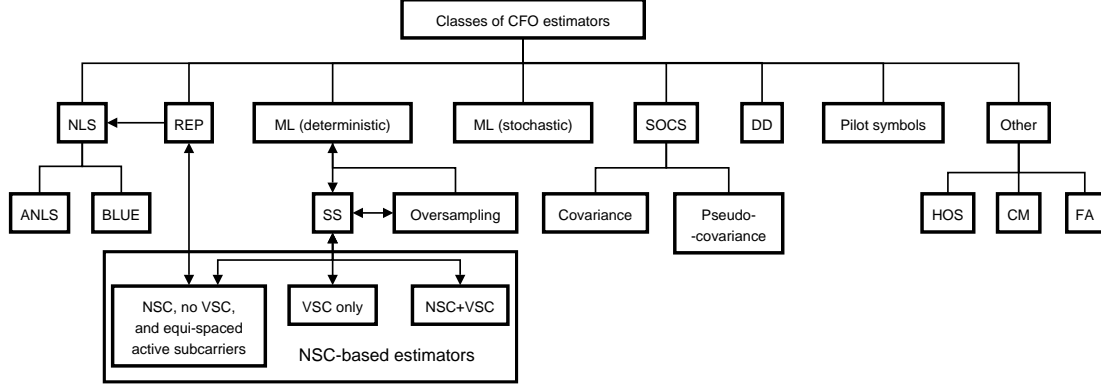 Classes of CFO estimators
NLS
REP
ML (deterministic)
ML (stochastic)
SOCS
DD
Pilot symbols
Other
ANLS
BLUE
SS
Oversampling
Covariance
Pseudo-
-covariance
HOS
CM
FA
NSC, no VSC,
and equi-spaced
active subcarriers
VSC only
NSC+VSC
NSC-based estimators